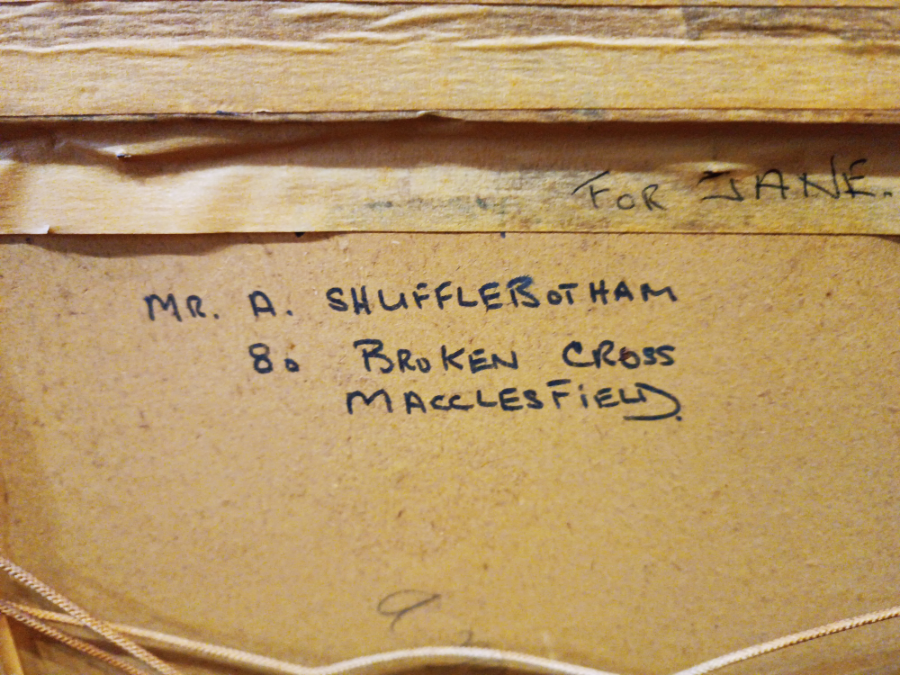 FOR JANE.
MR. A. SHUFFLEBOTHAM
80 BROKEN CROSS
MACCLESFIELD.